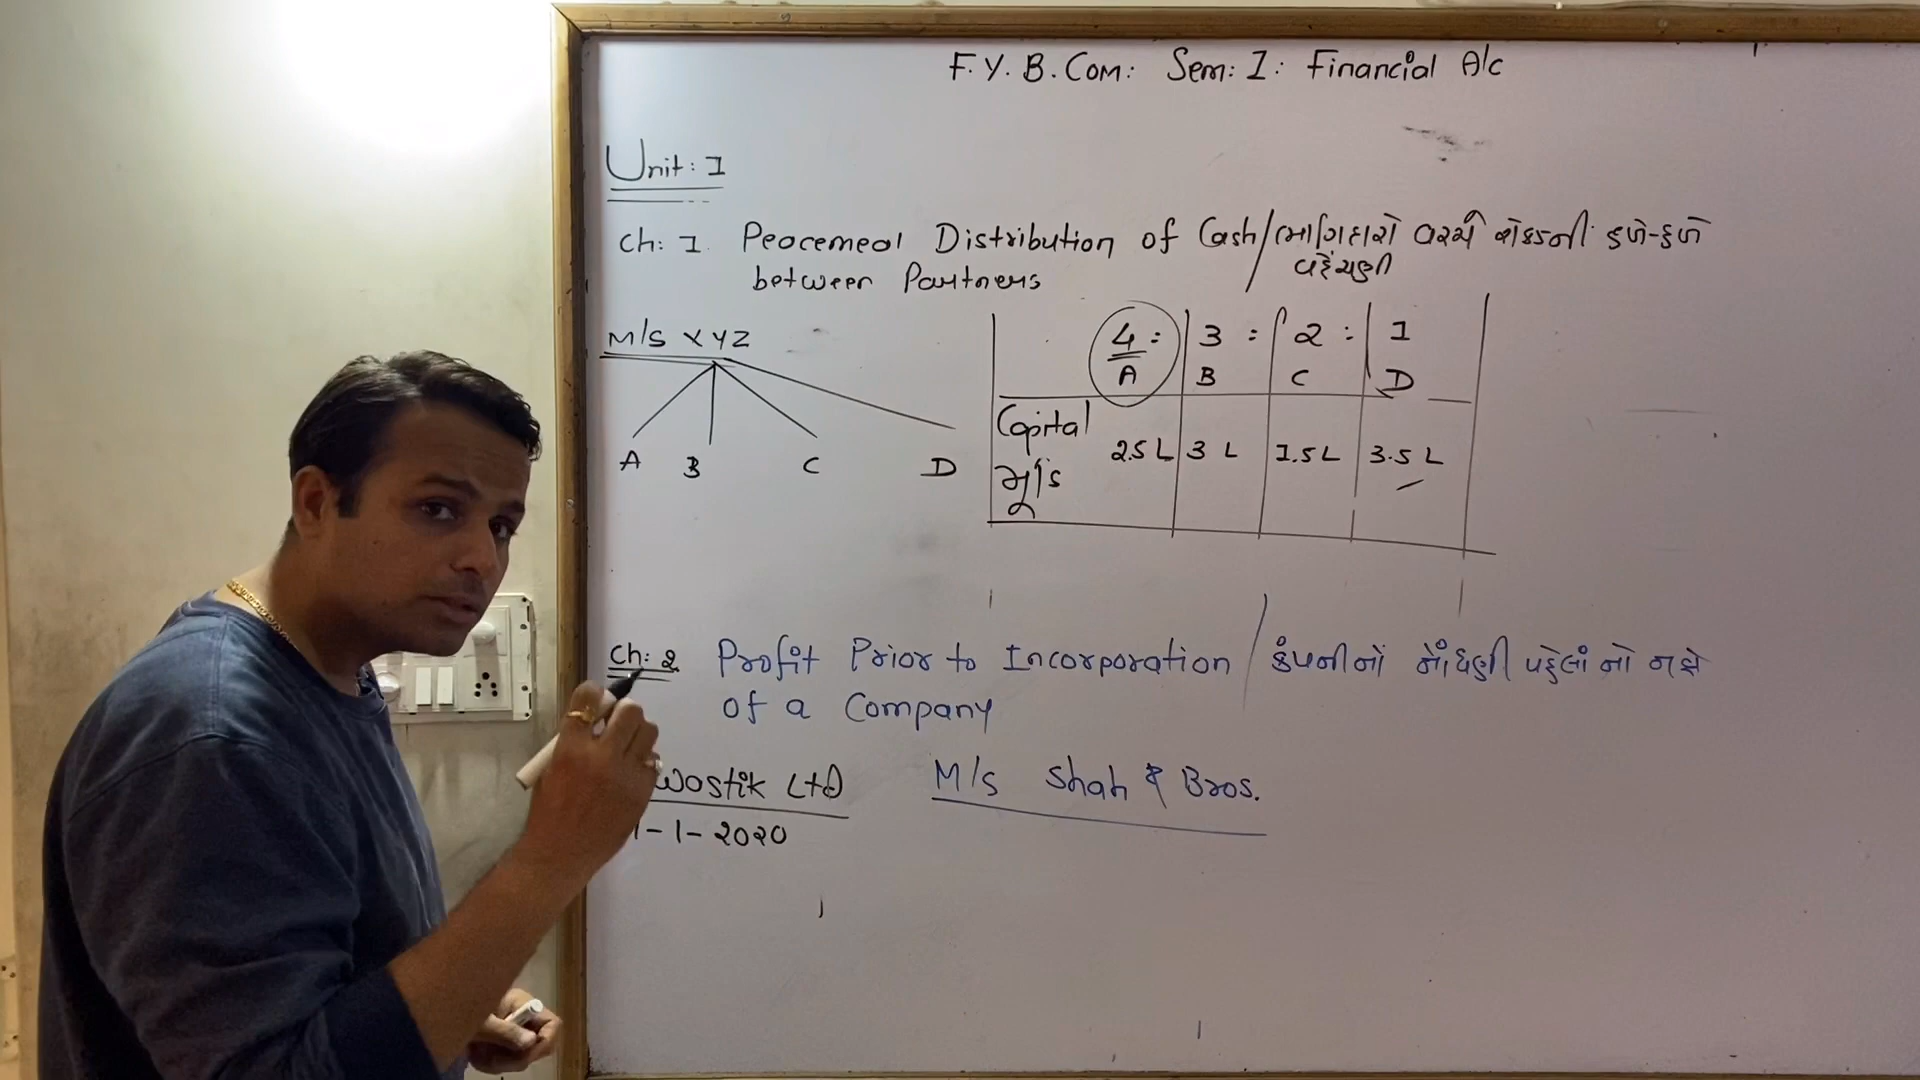 F.Y.B.Com: Sem: I: Financial A/c
Unit: I
Ch: 1. Peacemeal Distribution of Cash/ભાગિદારો વચ્ચે રોકડની હપ્તે-હપ્તે
between Partners વહેંચણી
M/s XYZ
A B C D
4 : 3 : 2 : 1
A B C D
Capital
મૂડી
2.5 L 3 L 1.5 L 3.5 L
Ch: 2 Profit Prior to Incorporation / કંપનીનો નોંધણી પહેલાંનો નફો
of a Company
wastik Ltd M/s Shah & Bros.
1-1-2020